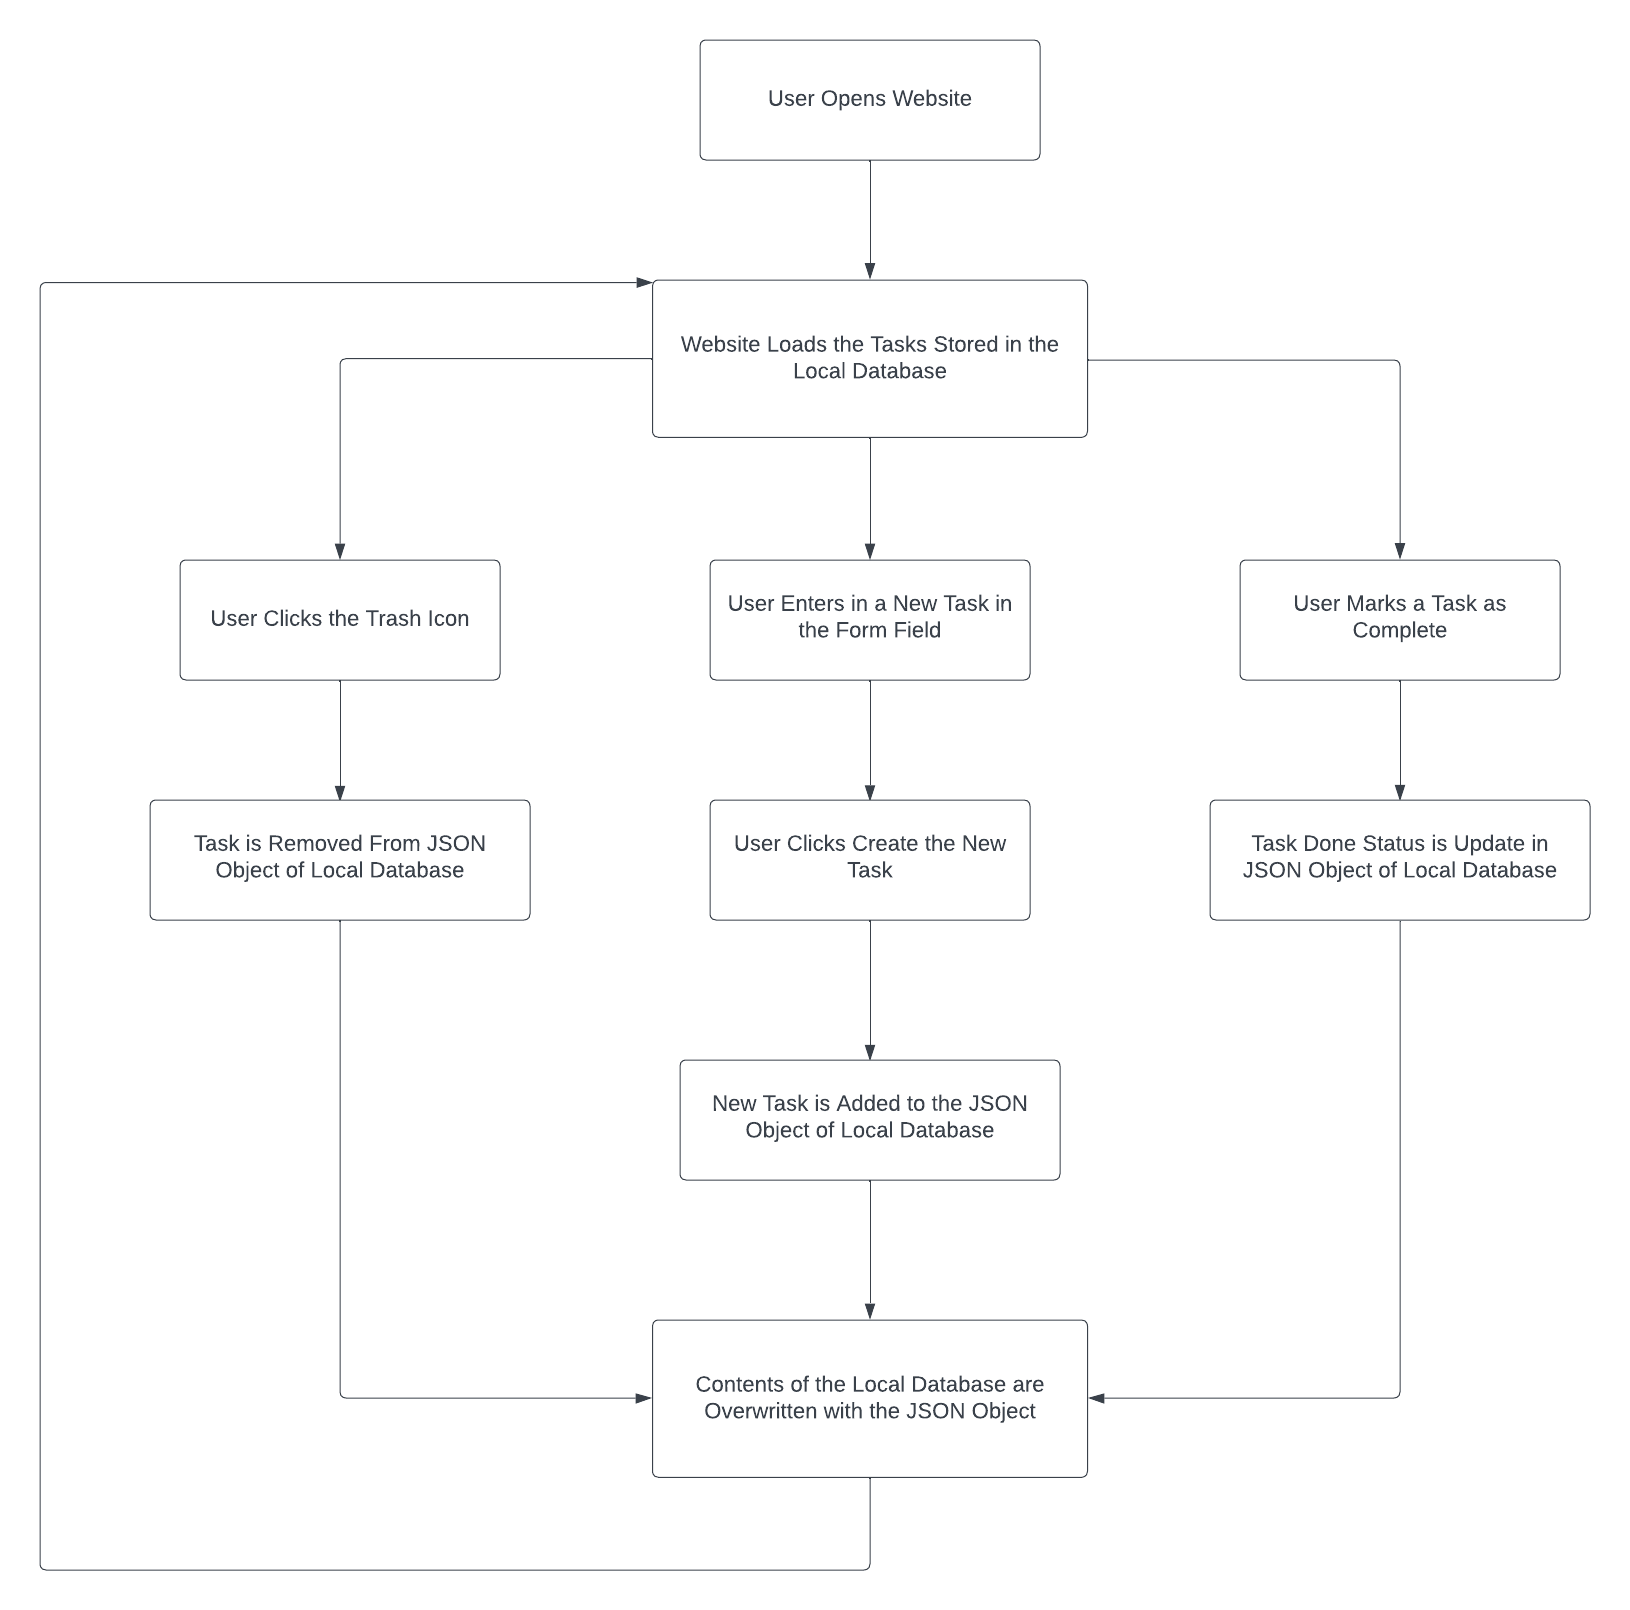 User Opens Website
Website Loads the Tasks Stored in the
Local Database
User Clicks the Trash Icon
User Enters in a New Task in
the Form Field
User Marks a Task as
Complete
Task is Removed From JSON
Object of Local Database
User Clicks Create the New
Task
Task Done Status is Update in
JSON Object of Local Database
New Task is Added to the JSON
Object of Local Database
Contents of the Local Database are
Overwritten with the JSON Object